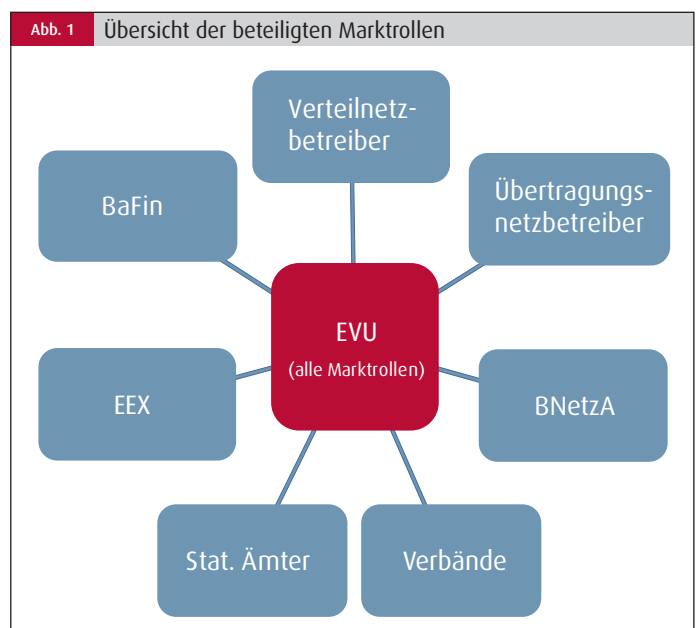 Abb. 1 Übersicht der beteiligten Marktrollen
Verteilnetz-
betreiber
BaFin
Übertragungs-
netzbetreiber
EVU
(alle Marktrollen)
EEX
BNetzA
Stat. Ämter
Verbände